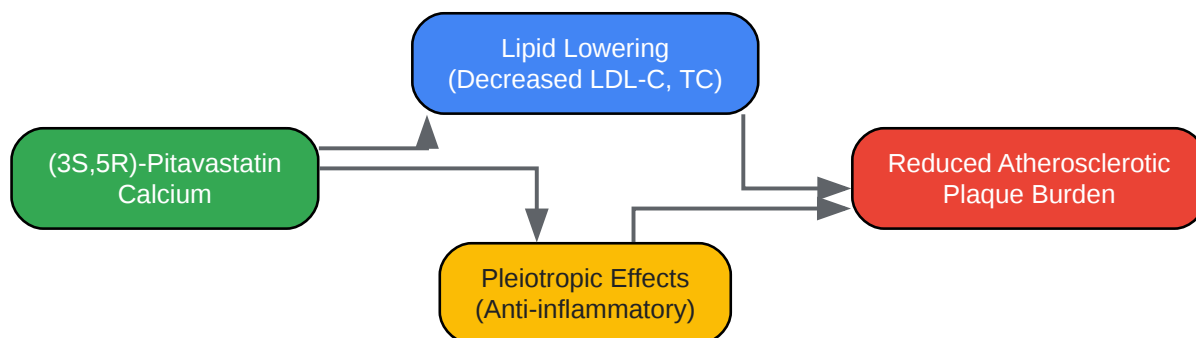 Lipid Lowering
(Decreased LDL-C, TC)
(3S,5R)-Pitavastatin
Calcium
Reduced Atherosclerotic
Plaque Burden
Pleiotropic Effects
(Anti-inflammatory)